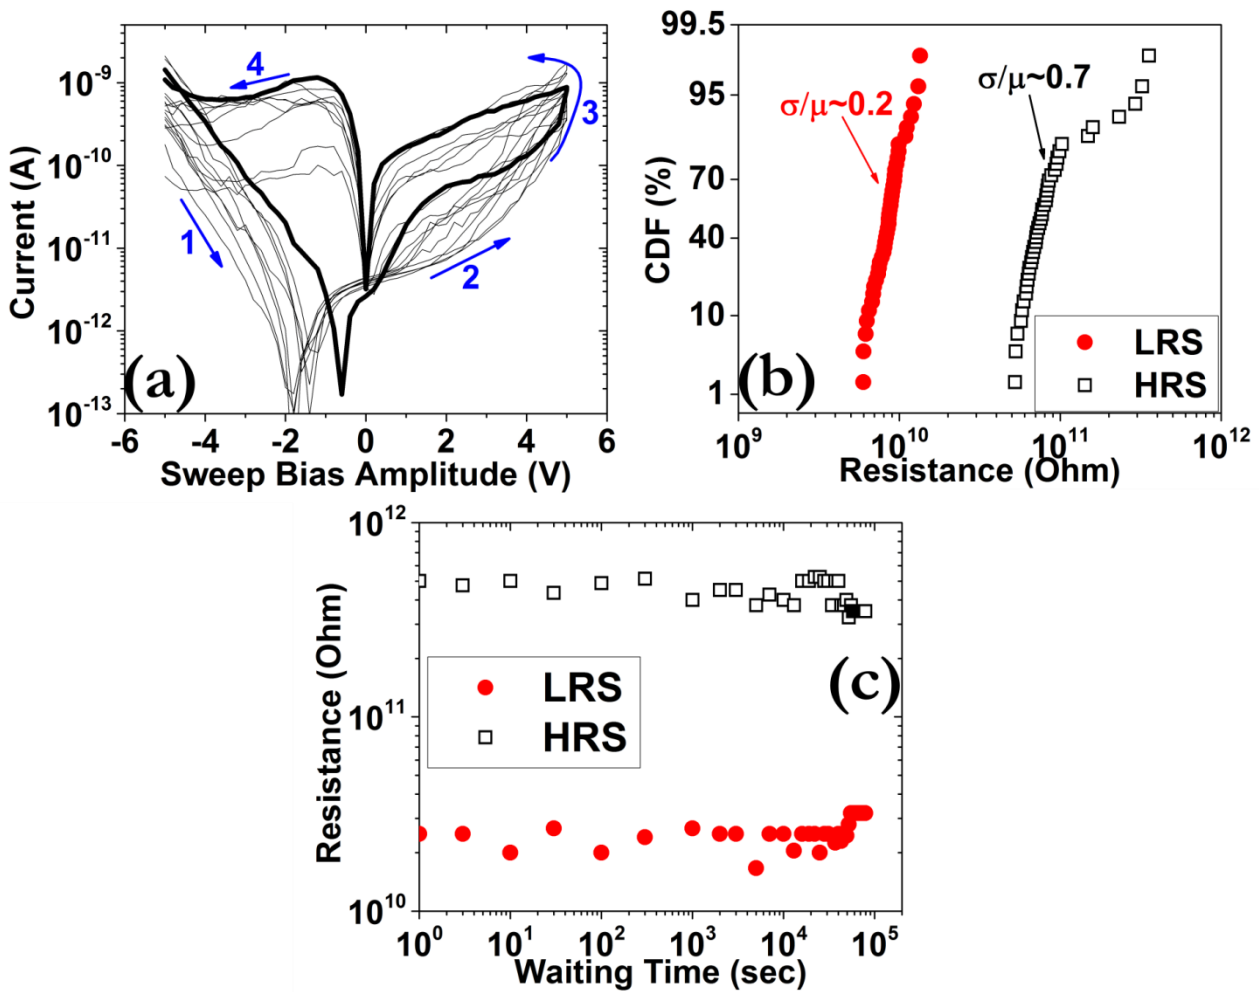 10⁻⁹
10⁻¹⁰
10⁻¹¹
10⁻¹²
10⁻¹³
Current (A)
4
3
1
2
(a)
-6 -4 -2 0 2 4 6
Sweep Bias Amplitude (V)
99.5
95
70
40
10
1
CDF (%)
σ/μ~0.2
σ/μ~0.7
LRS
HRS
(b)
10⁹ 10¹⁰ 10¹¹ 10¹²
Resistance (Ohm)
10¹²
10¹¹
10¹⁰
Resistance (Ohm)
LRS
HRS
(c)
10⁰ 10¹ 10² 10³ 10⁴ 10⁵
Waiting Time (sec)